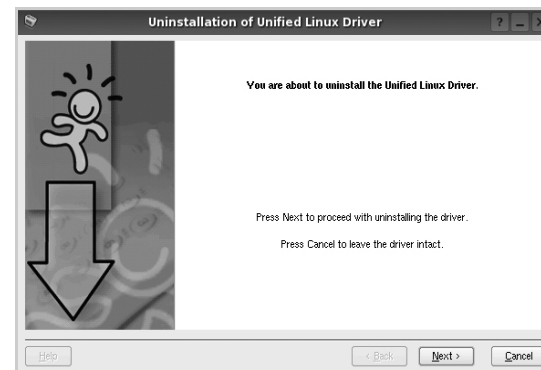 Uninstallation of Unified Linux Driver
You are about to uninstall the Unified Linux Driver.
Press Next to proceed with uninstalling the driver.
Press Cancel to leave the driver intact.
Help
< Back
Next >
Cancel